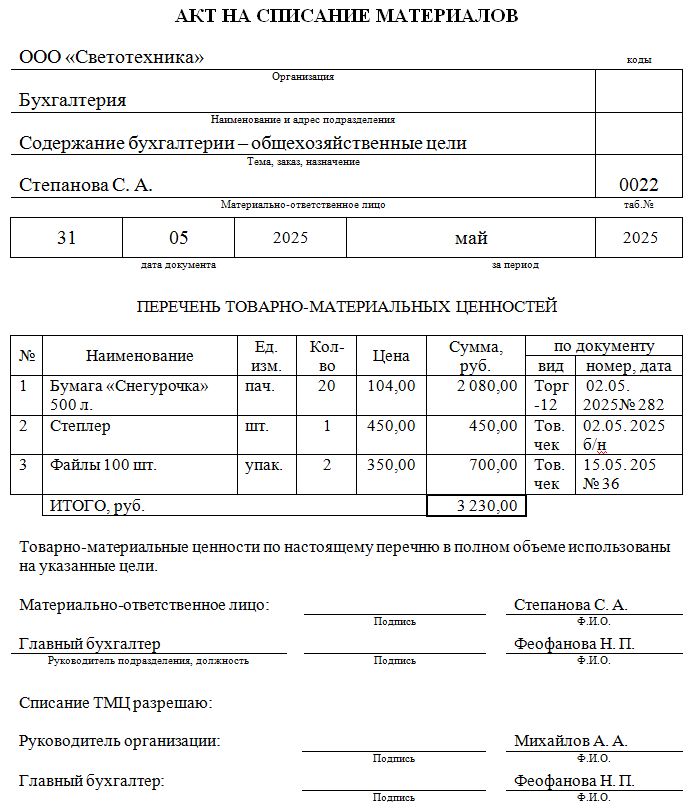 АКТ НА СПИСАНИЕ МАТЕРИАЛОВ
ООО «Светотехника» коды
Организация
Бухгалтерия
Наименование и адрес подразделения
Содержание бухгалтерии – общехозяйственные цели
Тема, заказ, назначение
Степанова С. А. 0022
Материально-ответственное лицо таб.№
31 05 2025 май 2025
дата документа за период
ПЕРЕЧЕНЬ ТОВАРНО-МАТЕРИАЛЬНЫХ ЦЕННОСТЕЙ
№ Наименование Ед. изм. Кол-во Цена Сумма, руб. по документу
вид номер, дата
1 Бумага «Снегурочка» пач. 20 104,00 2 080,00 Торг 02.05.
500 л. -12 2025№ 282
2 Степлер шт. 1 450,00 450,00 Тов. 02.05. 2025
чек б/н
3 Файлы 100 шт. упак. 2 350,00 700,00 Тов. 15.05. 205
чек № 36
ИТОГО, руб. 3 230,00
Товарно-материальные ценности по настоящему перечню в полном объеме использованы
на указанные цели.
Материально-ответственное лицо: Степанова С. А.
Подпись Ф.И.О.
Главный бухгалтер Феофанова Н. П.
Руководитель подразделения, должность Подпись Ф.И.О.
Списание ТМЦ разрешаю:
Руководитель организации: Михайлов А. А.
Подпись Ф.И.О.
Главный бухгалтер: Феофанова Н. П.
Подпись Ф.И.О.